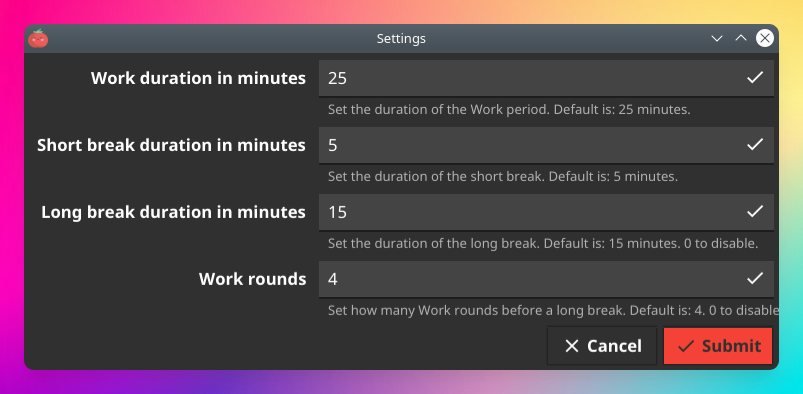 Settings
Work duration in minutes 25
Set the duration of the Work period. Default is: 25 minutes.
Short break duration in minutes 5
Set the duration of the short break. Default is: 5 minutes.
Long break duration in minutes 15
Set the duration of the long break. Default is: 15 minutes. 0 to disable.
Work rounds 4
Set how many Work rounds before a long break. Default is: 4. 0 to disable
Cancel Submit